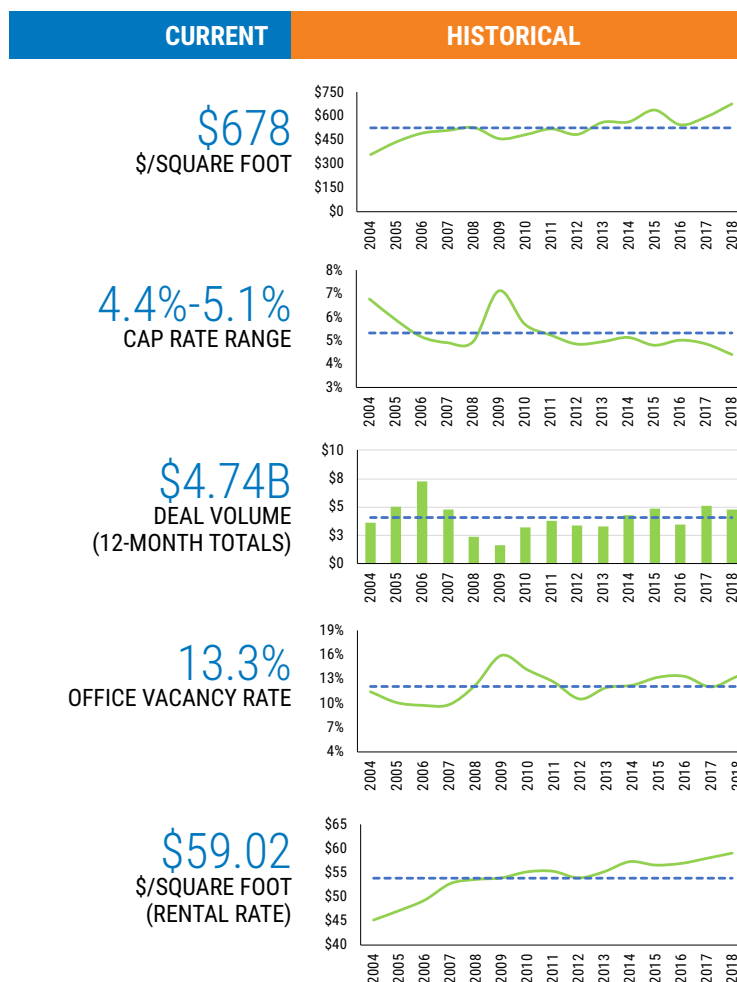 CURRENT HISTORICAL
$678
$/SQUARE FOOT
$750
$600
$450
$300
$150
$0
2004 2005 2006 2007 2008 2009 2010 2011 2012 2013 2014 2015 2016 2017 2018
4.4%-5.1%
CAP RATE RANGE
8%
7%
6%
5%
4%
3%
2004 2005 2006 2007 2008 2009 2010 2011 2012 2013 2014 2015 2016 2017 2018
$4.74B
DEAL VOLUME
(12-MONTH TOTALS)
$10
$8
$5
$3
$0
2004 2005 2006 2007 2008 2009 2010 2011 2012 2013 2014 2015 2016 2017 2018
13.3%
OFFICE VACANCY RATE
19%
16%
13%
10%
7%
4%
2004 2005 2006 2007 2008 2009 2010 2011 2012 2013 2014 2015 2016 2017 2018
$59.02
$/SQUARE FOOT
(RENTAL RATE)
$65
$60
$55
$50
$45
$40
2004 2005 2006 2007 2008 2009 2010 2011 2012 2013 2014 2015 2016 2017 2018